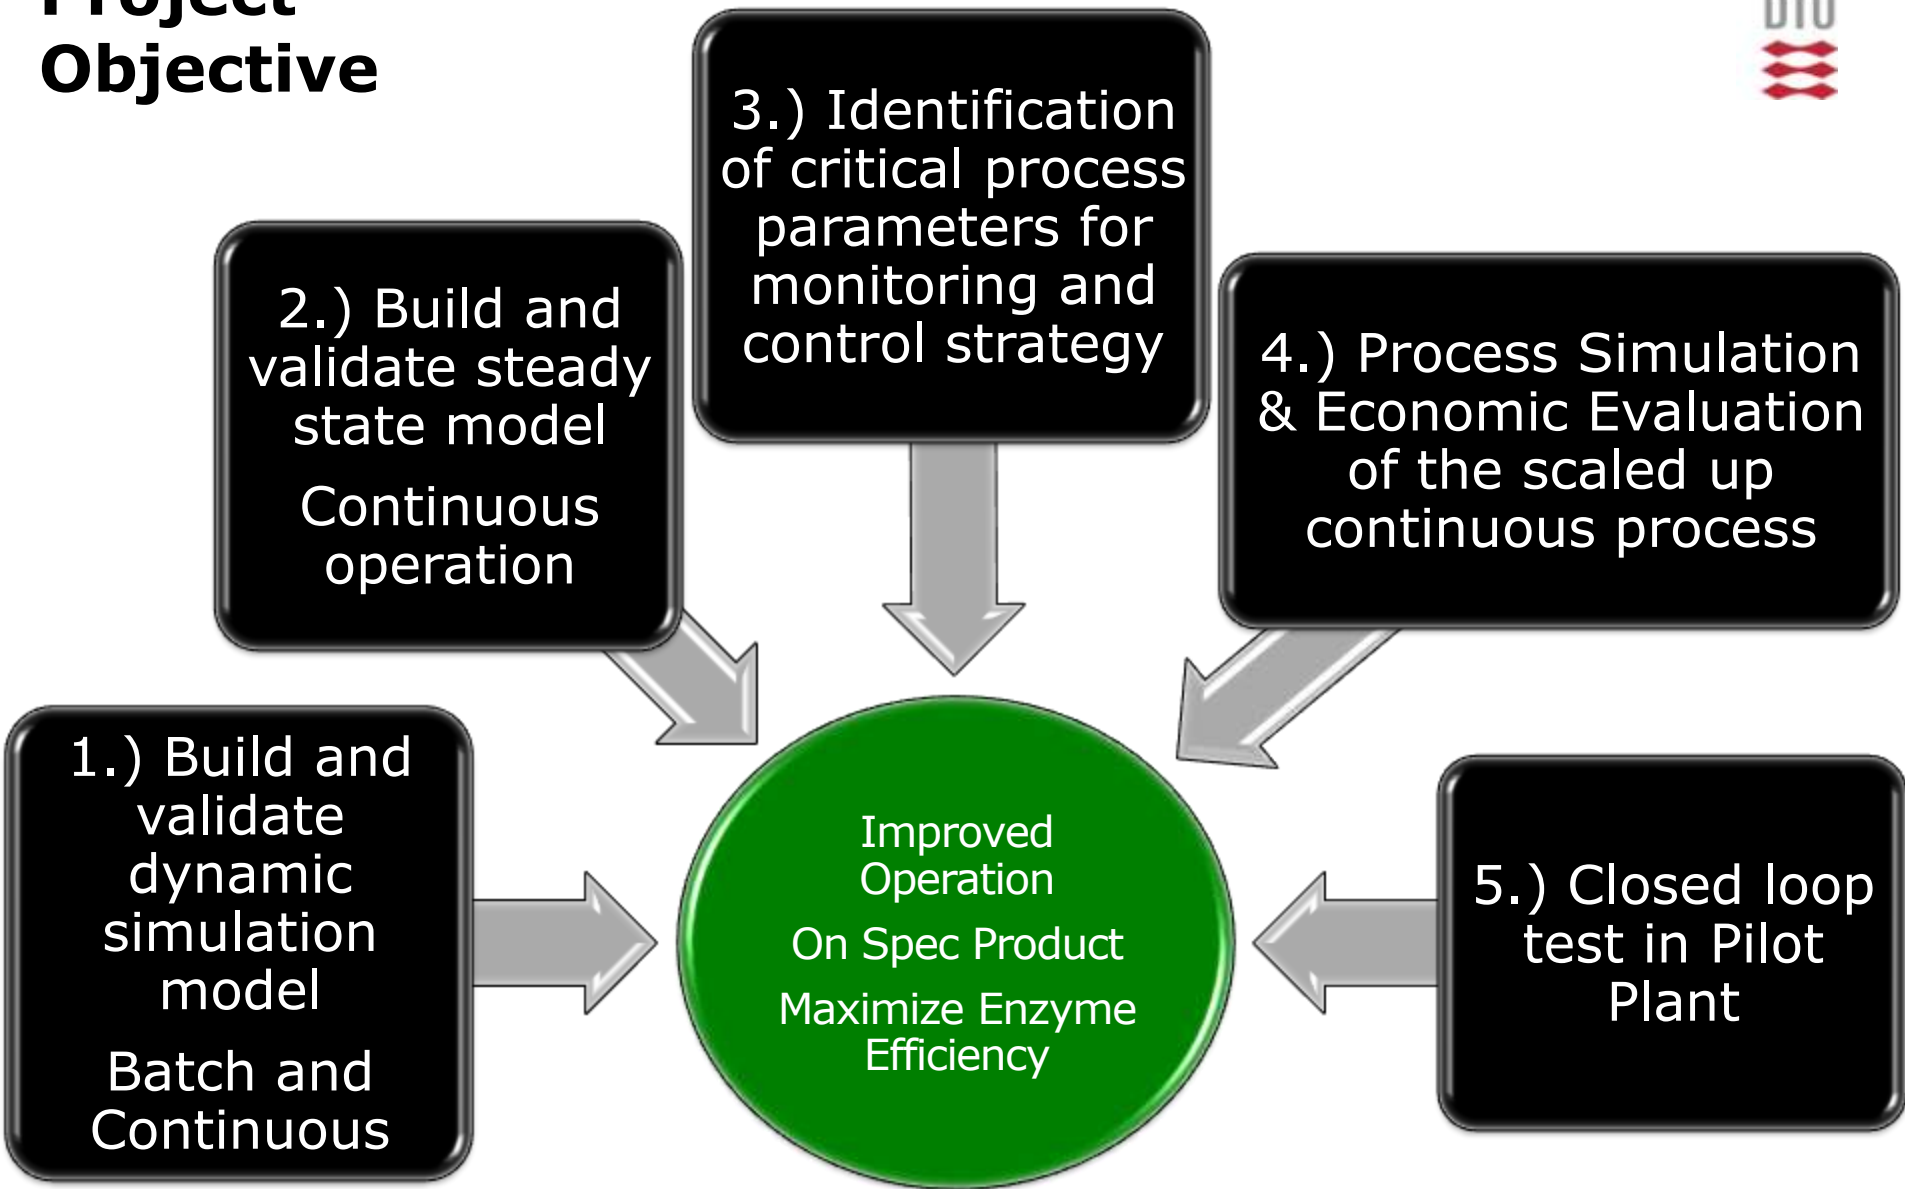 Project
Objective
DTU
3.) Identification
of critical process
parameters for
monitoring and
control strategy
2.) Build and
validate steady
state model
Continuous
operation
4.) Process Simulation
& Economic Evaluation
of the scaled up
continuous process
1.) Build and
validate
dynamic
simulation
model
Batch and
Continuous
Improved
Operation
On Spec Product
Maximize Enzyme
Efficiency
5.) Closed loop
test in Pilot
Plant